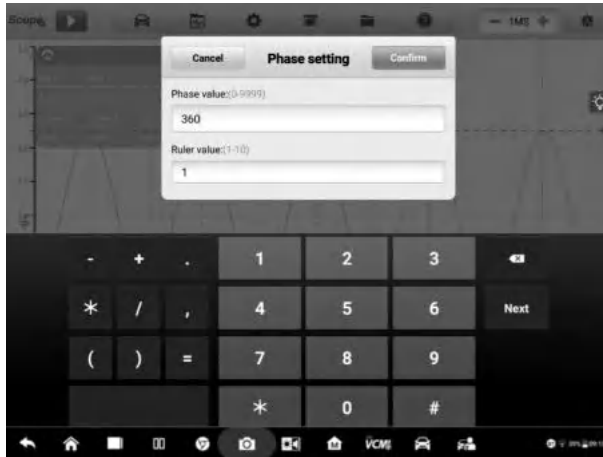 Scope
1MS
Cancel
Phase setting
Confirm
Phase value:(0-9999)
360
Ruler value:(1-10)
1
- + . 1 2 3
* / , 4 5 6 Next
( ) = 7 8 9
* 0 #
VCMI